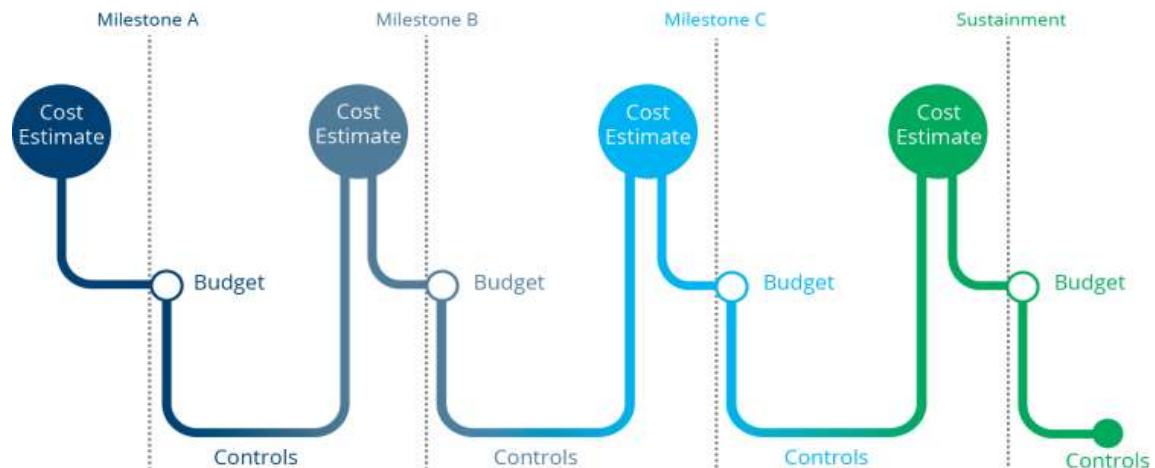 Milestone A
Milestone B
Milestone C
Sustainment
Cost
Estimate
Cost
Estimate
Cost
Estimate
Cost
Estimate
Budget
Budget
Budget
Budget
Controls
Controls
Controls
Controls